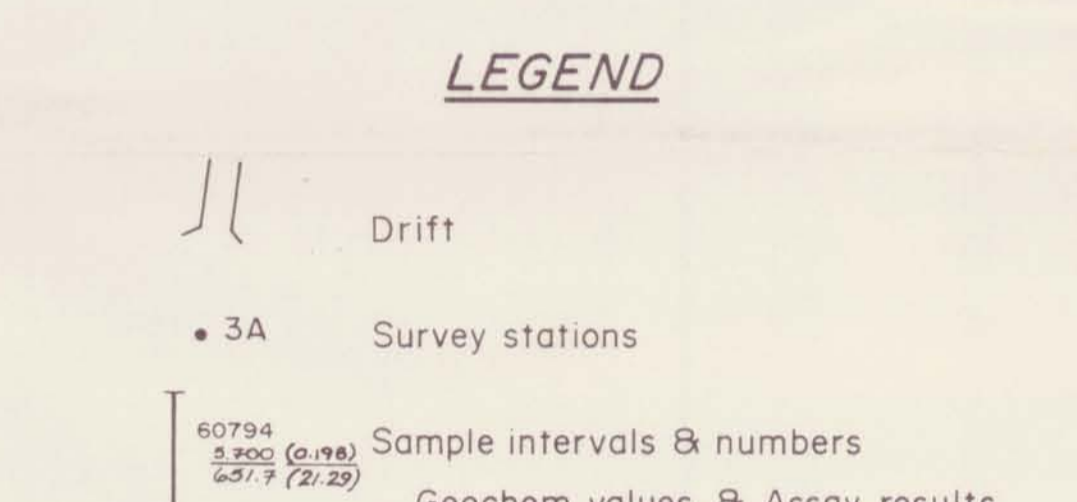 LEGEND
Drift
• 3A Survey stations
60794 Sample intervals & numbers
5.700 (0.198)
651.7 (21.29)
Geochem values & Assay results